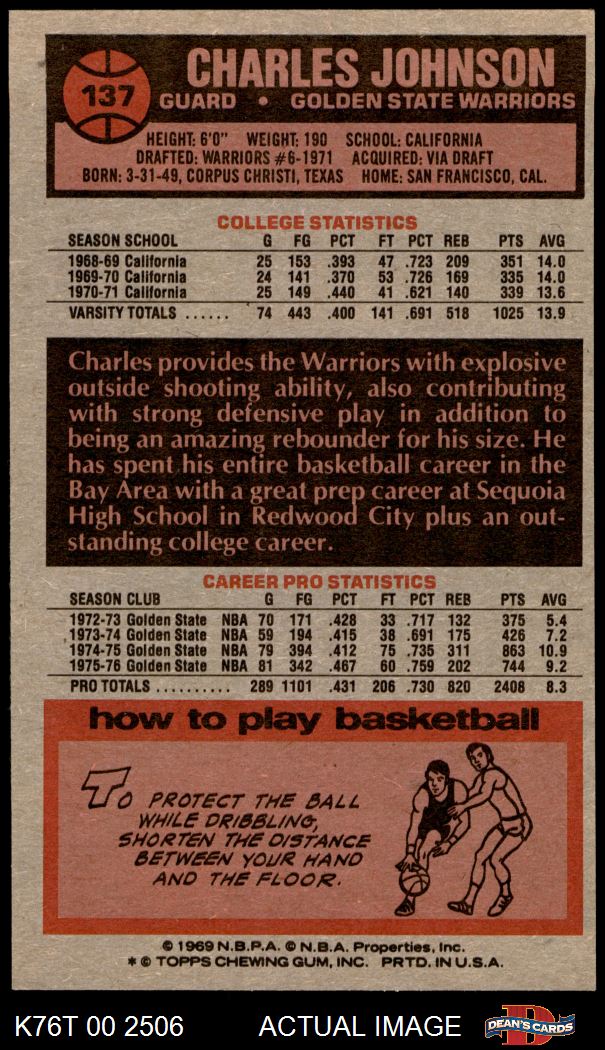 137
CHARLES JOHNSON
GUARD • GOLDEN STATE WARRIORS
HEIGHT: 6'0" WEIGHT: 190 SCHOOL: CALIFORNIA
DRAFTED: WARRIORS #6-1971 ACQUIRED: VIA DRAFT
BORN: 3-31-49, CORPUS CHRISTI, TEXAS HOME: SAN FRANCISCO, CAL.
COLLEGE STATISTICS
SEASON SCHOOL G FG PCT FT PCT REB PTS AVG
1968-69 California 25 153 .393 47 .723 209 351 14.0
1969-70 California 24 141 .370 53 .726 169 335 14.0
1970-71 California 25 149 .440 41 .621 140 339 13.6
VARSITY TOTALS ...... 74 443 .400 141 .691 518 1025 13.9
Charles provides the Warriors with explosive
outside shooting ability, also contributing
with strong defensive play in addition to
being an amazing rebounder for his size. He
has spent his entire basketball career in the
Bay Area with a great prep career at Sequoia
High School in Redwood City plus an out-
standing college career.
CAREER PRO STATISTICS
SEASON CLUB G FG PCT FT PCT REB PTS AVG
1972-73 Golden State NBA 70 171 .428 33 .717 132 375 5.4
1973-74 Golden State NBA 59 194 .415 38 .691 175 426 7.2
1974-75 Golden State NBA 79 394 .412 75 .735 311 863 10.9
1975-76 Golden State NBA 81 342 .467 60 .759 202 744 9.2
PRO TOTALS .......... 289 1101 .431 206 .730 820 2408 8.3
how to play basketball
TO PROTECT THE BALL
WHILE DRIBBLING,
SHORTEN THE DISTANCE
BETWEEN YOUR HAND
AND THE FLOOR.
© 1969 N.B.P.A. © N.B.A. Properties, Inc.
* © TOPPS CHEWING GUM, INC. PRTD. IN U.S.A.
K76T 00 2506 ACTUAL IMAGE
D
DEAN'S CARDS